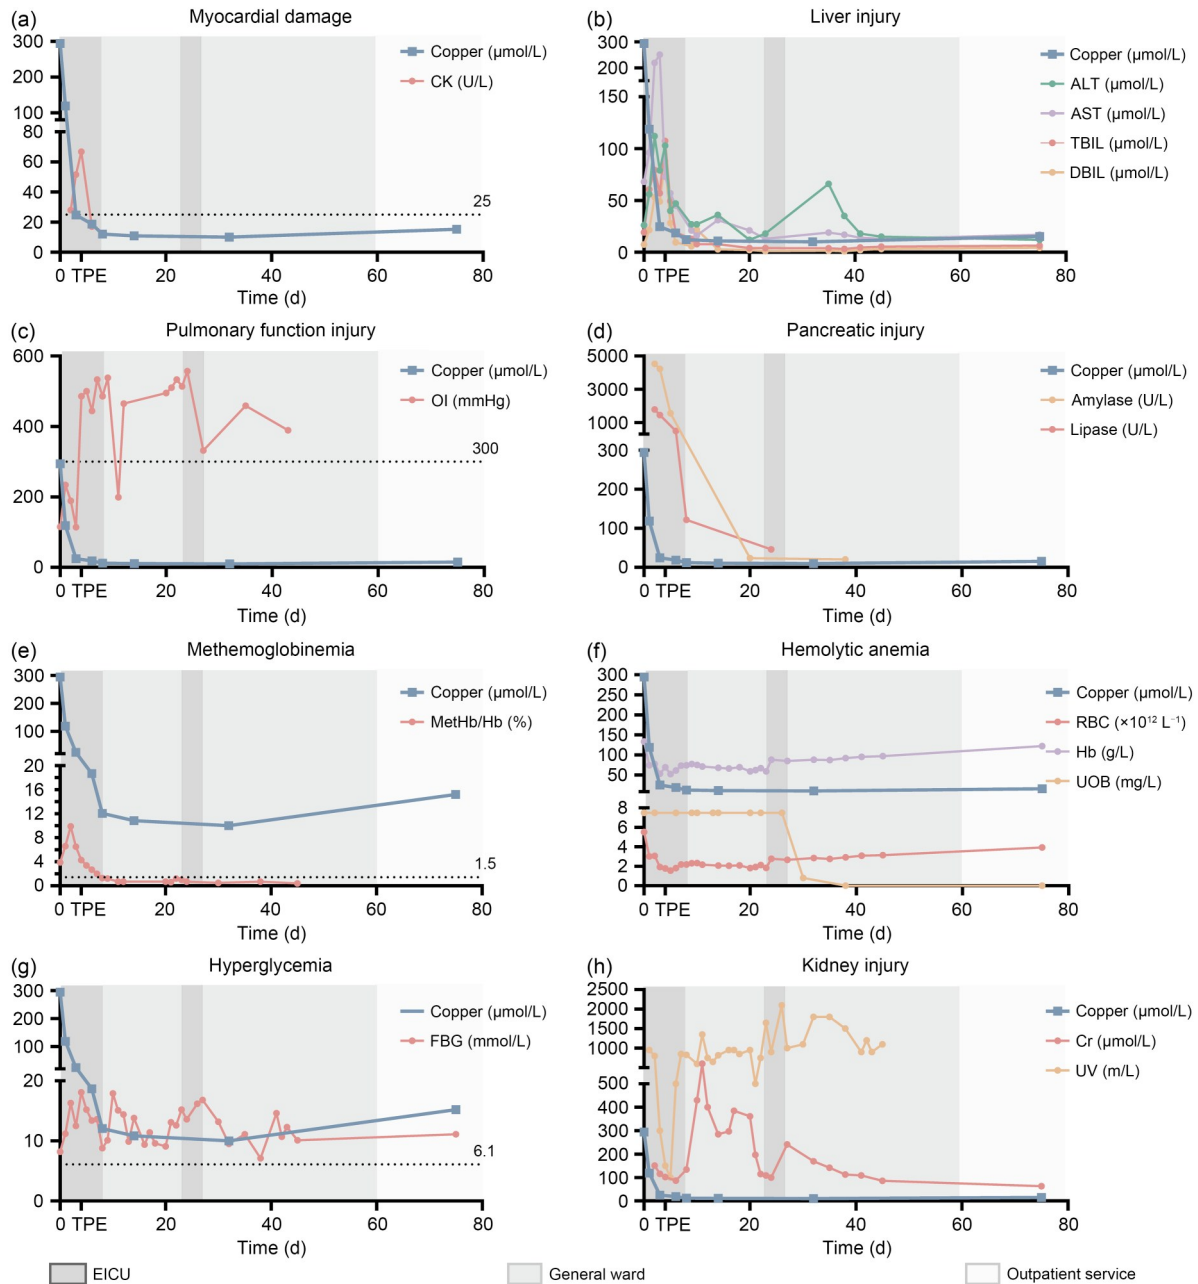 (a) Myocardial damage
300
200
100
80
60
40
20
0
Copper (µmol/L)
CK (U/L)
25
0 TPE 20 40 60 80
Time (d)
(b) Liver injury
300
200
150
100
50
0
Copper (µmol/L)
ALT (µmol/L)
AST (µmol/L)
TBIL (µmol/L)
DBIL (µmol/L)
0 TPE 20 40 60 80
Time (d)
(c) Pulmonary function injury
600
400
200
0
Copper (µmol/L)
OI (mmHg)
300
0 TPE 20 40 60 80
Time (d)
(d) Pancreatic injury
5000
3000
1000
300
200
100
0
Copper (µmol/L)
Amylase (U/L)
Lipase (U/L)
0 TPE 20 40 60 80
Time (d)
(e) Methemoglobinemia
300
200
100
20
16
12
8
4
0
Copper (µmol/L)
MetHb/Hb (%)
1.5
0 TPE 20 40 60 80
Time (d)
(f) Hemolytic anemia
300
250
200
150
100
50
8
6
4
2
0
Copper (µmol/L)
RBC (×10¹² L⁻¹)
Hb (g/L)
UOB (mg/L)
0 TPE 20 40 60 80
Time (d)
(g) Hyperglycemia
300
200
100
20
10
0
Copper (µmol/L)
FBG (mmol/L)
6.1
0 TPE 20 40 60 80
Time (d)
(h) Kidney injury
2500
2000
1500
1000
500
400
300
200
100
0
Copper (µmol/L)
Cr (µmol/L)
UV (m/L)
0 TPE 20 40 60 80
Time (d)
EICU General ward Outpatient service